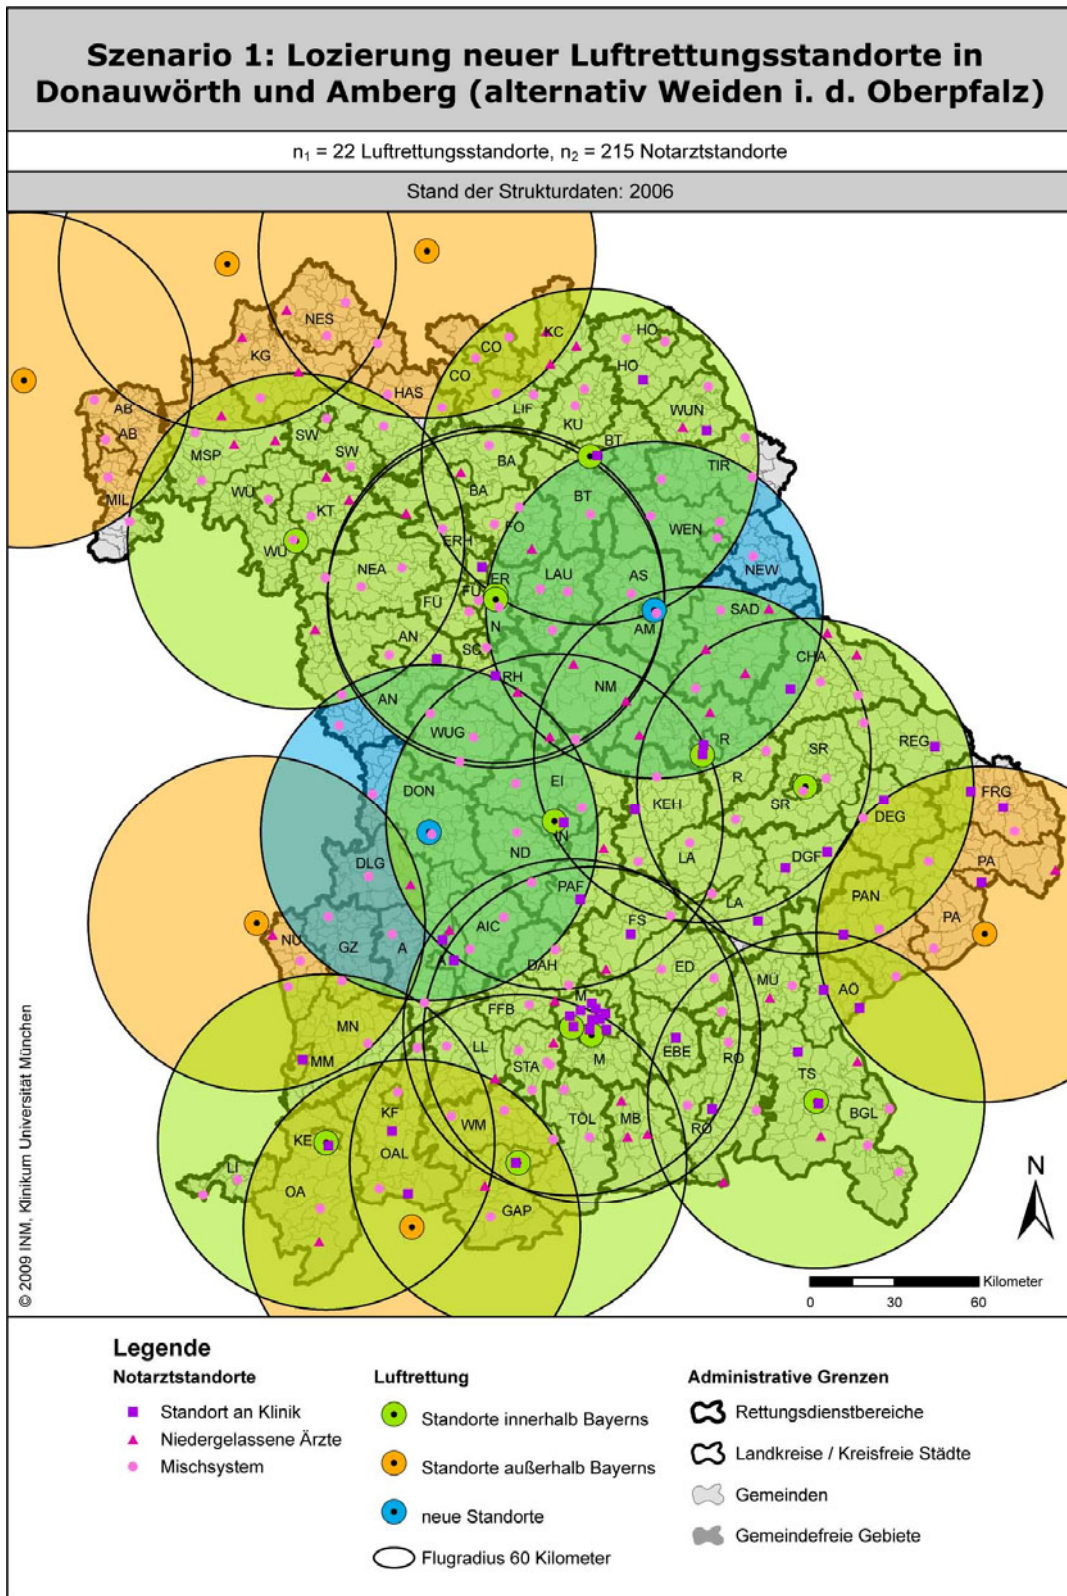 Szenario 1: Lozierung neuer Luftrettungsstandorte in
Donauwörth und Amberg (alternativ Weiden i. d. Oberpfalz)
n₁ = 22 Luftrettungsstandorte, n₂ = 215 Notarztstandorte
Stand der Strukturdaten: 2006
NES
KG
CO
KC
HO
CO
HO
HAS
AB
LIF
KU
WUN
AB
SW
BT
MSP
SW
BA
TIR
MIL
WÜ
BA
BT
KT
FO
WEN
WÜ
ERH
NEA
ER
LAU
AS
NEW
FÜ
FÜ
N
SAD
AN
SC
AM
CHA
RH
NM
AN
WUG
R
SR
REG
EI
R
DON
KEH
SR
FRG
IN
DEG
ND
LA
DGF
DLG
PA
PAF
LA
PAN
AIC
FS
PA
NU
GZ
A
A
DAH
ED
MÜ
AÖ
M
FFB
MN
LL
EBE
RO
MM
STA
M
TS
KF
WM
TÖL
MB
RO
BGL
KE
OAL
LI
OA
GAP
N
Kilometer
0 30 60
© 2009 INM, Klinikum Universität München
Legende
Notarztstandorte
Standort an Klinik
Niedergelassene Ärzte
Mischsystem
Luftrettung
Standorte innerhalb Bayerns
Standorte außerhalb Bayerns
neue Standorte
Flugradius 60 Kilometer
Administrative Grenzen
Rettungsdienstbereiche
Landkreise / Kreisfreie Städte
Gemeinden
Gemeindefreie Gebiete